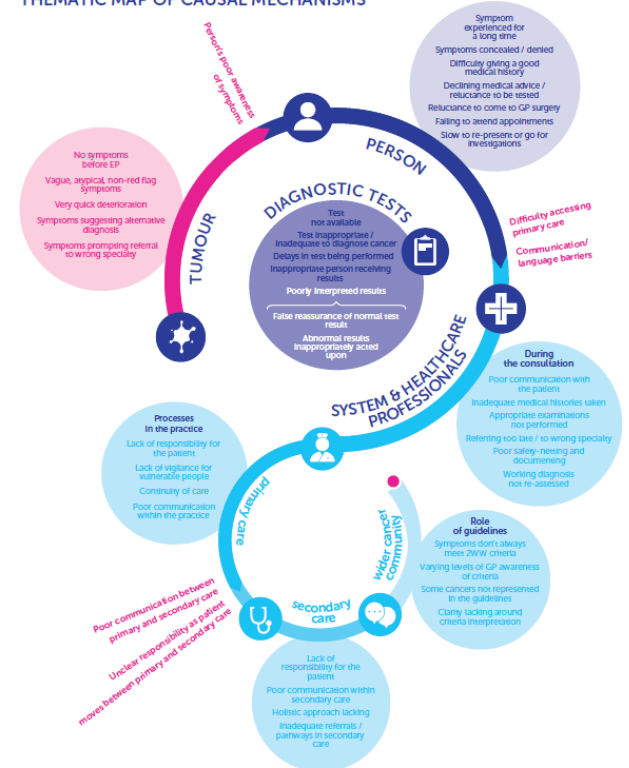 THEMATIC MAP OF CAUSAL MECHANISMS
Person's poor awareness
of symptoms
Symptom
experienced for
a long time
Symptoms concealed / denied
Difficulty giving a good
medical history
Declining medical advice /
reluctance to be tested
Reluctance to come to GP surgery
Failing to attend appointments
Slow to re-present or go for
investigations
PERSON
No symptoms
before EP
Vague, atypical, non-red flag
symptoms
Very quick deterioration
Symptoms suggesting alternative
diagnosis
Symptoms prompting referral
to wrong specialty
TUMOUR
DIAGNOSTIC TESTS
Test
not available
Test inappropriate /
inadequate to diagnose cancer
Delays in test being performed
Inappropriate person receiving
results
Poorly interpreted results
False reassurance of normal test
result
Abnormal results
inappropriately acted
upon
Difficulty accessing
primary care
Communication/
language barriers
SYSTEM & HEALTHCARE
PROFESSIONALS
During
the consultation
Poor communication with
the patient
Inadequate medical histories taken
Appropriate examinations
not performed
Referring too late / to wrong specialty
Poor safety-netting and
documenting
Working diagnosis
not re-assessed
Processes
in the practice
Lack of responsibility for
the patient
Lack of vigilance for
vulnerable people
Continuity of care
Poor communication
within the practice
primary care
wider cancer
community
Role
of guidelines
Symptoms don't always
meet 2WW criteria
Varying levels of GP awareness
of criteria
Some cancers not represented
in the guidelines
Clarity lacking around
criteria interpretation
Poor communication between
primary and secondary care
Unclear responsibility as patient
moves between primary and secondary care
secondary
care
Lack of
responsibility for the
patient
Poor communication within
secondary care
Holistic approach lacking
Inadequate referrals /
pathways in secondary
care